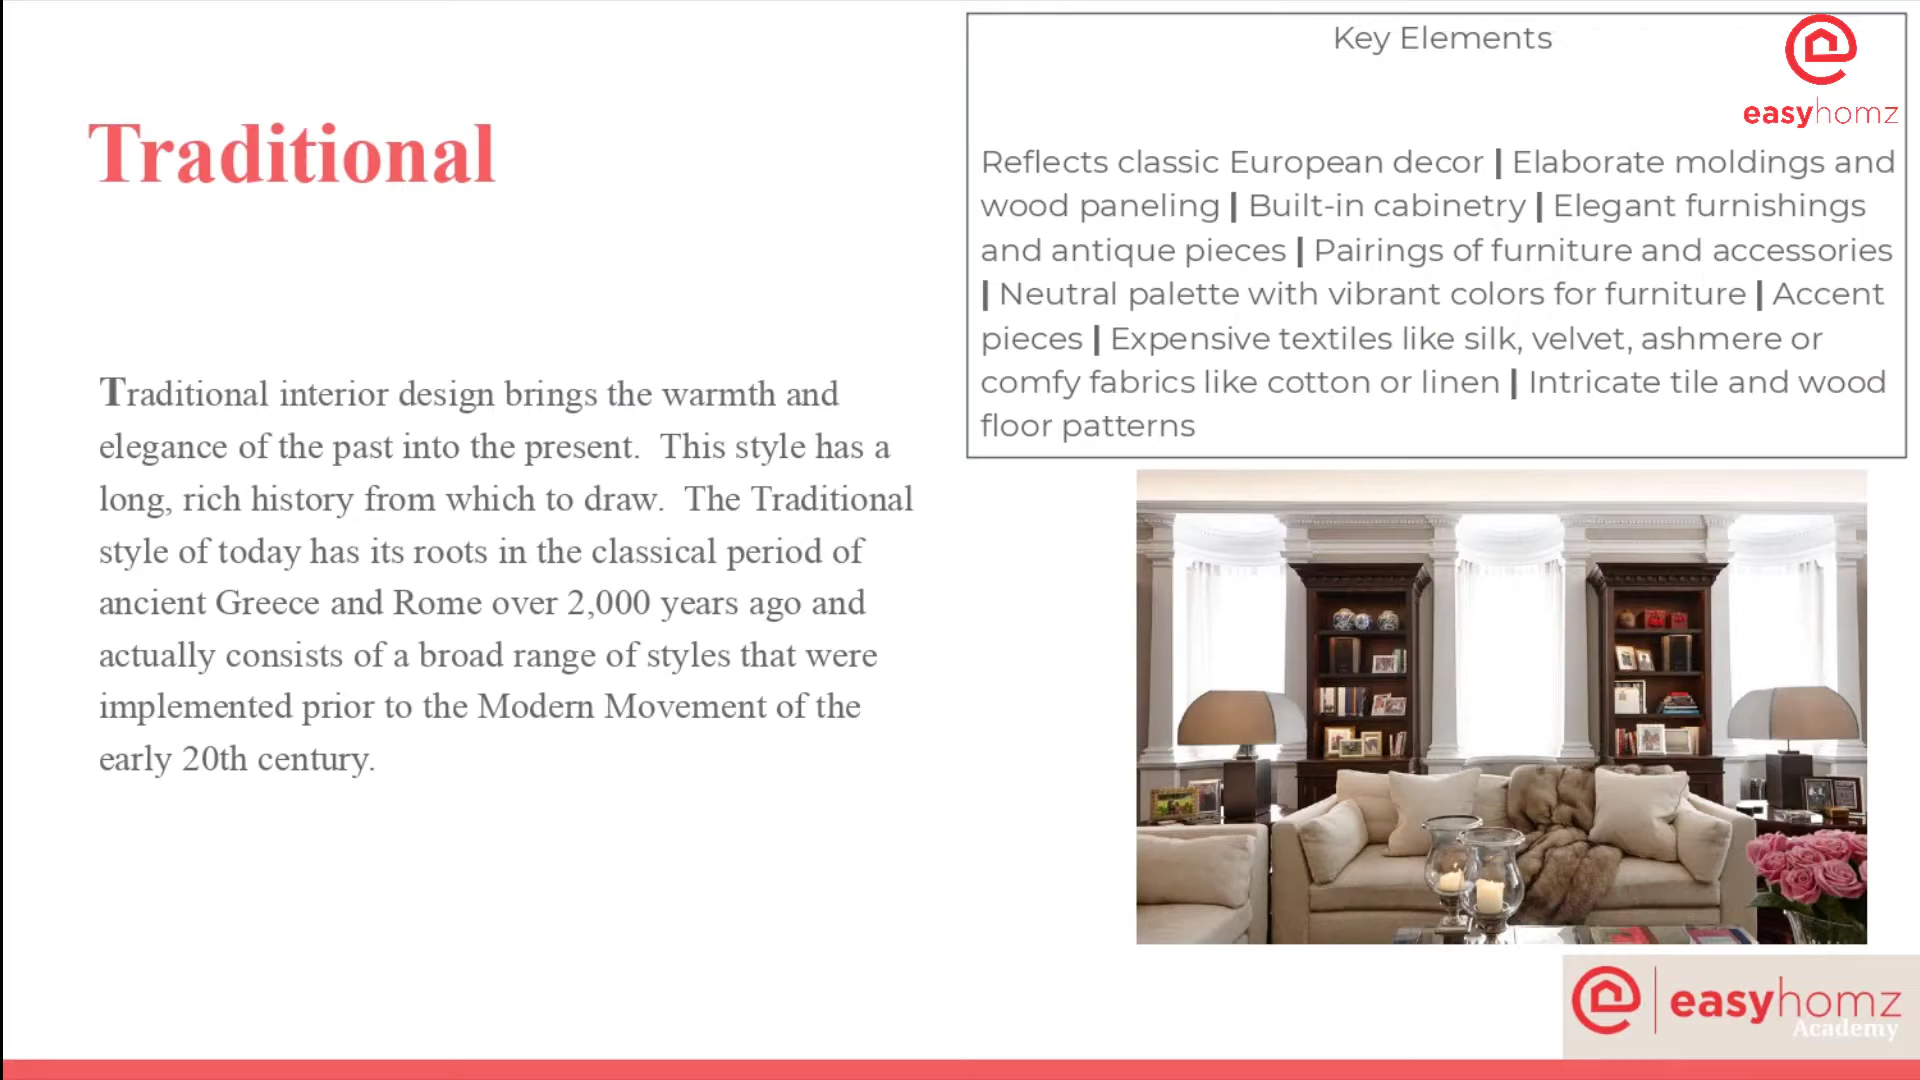 Traditional
Traditional interior design brings the warmth and
elegance of the past into the present.  This style has a
long, rich history from which to draw.  The Traditional
style of today has its roots in the classical period of
ancient Greece and Rome over 2,000 years ago and
actually consists of a broad range of styles that were
implemented prior to the Modern Movement of the
early 20th century.
Key Elements
easyhomz
Reflects classic European decor | Elaborate moldings and
wood paneling | Built-in cabinetry | Elegant furnishings
and antique pieces | Pairings of furniture and accessories
| Neutral palette with vibrant colors for furniture | Accent
pieces | Expensive textiles like silk, velvet, ashmere or
comfy fabrics like cotton or linen | Intricate tile and wood
floor patterns
easyhomz
Academy